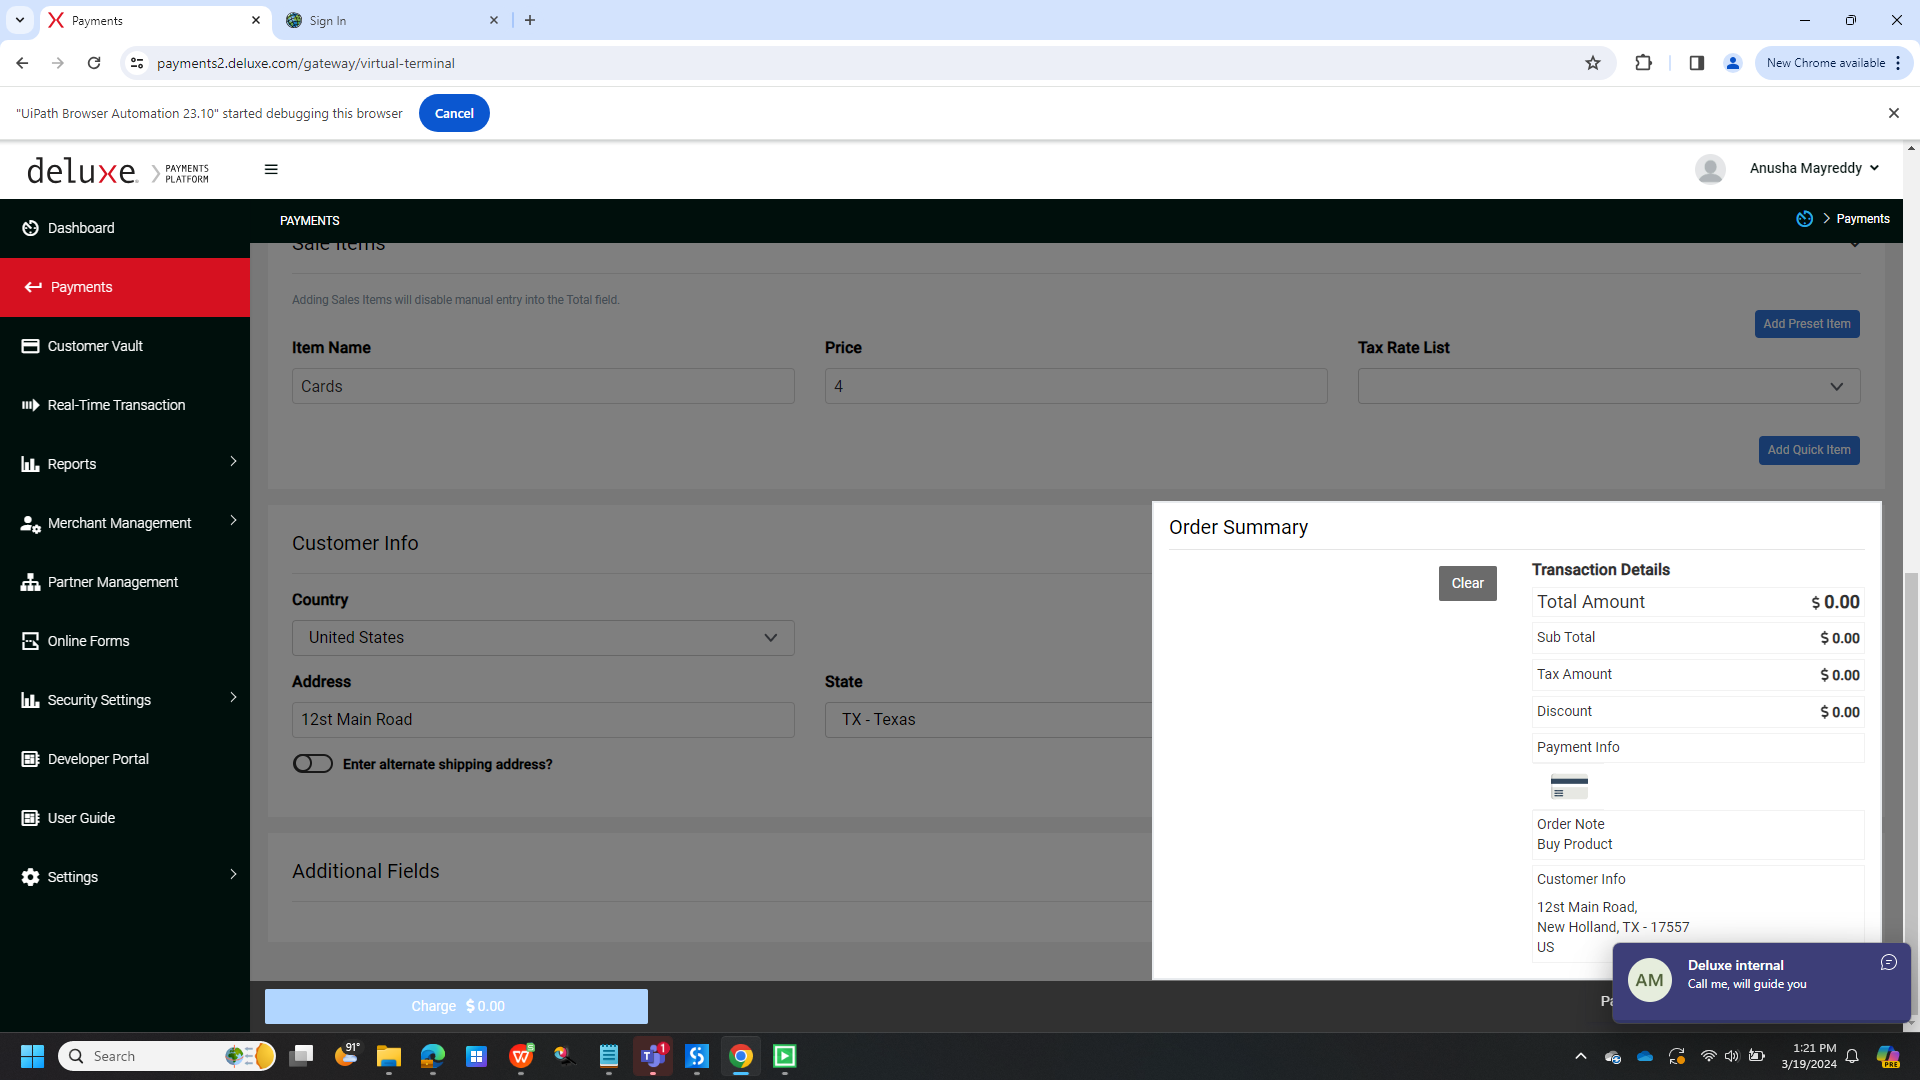 Payments
Sign In
payments2.deluxe.com/gateway/virtual-terminal
New Chrome available
"UiPath Browser Automation 23.10" started debugging this browser
Cancel
deluxe.
PAYMENTS
PLATFORM
Anusha Mayreddy
Dashboard
PAYMENTS
Payments
Sale Items
Payments
Adding Sales Items will disable manual entry into the Total field.
Add Preset Item
Item Name
Price
Tax Rate List
Customer Vault
Cards
4
Real-Time Transaction
Add Quick Item
Reports
Merchant Management
Order Summary
Customer Info
Clear
Transaction Details
Partner Management
Country
Total Amount
$ 0.00
United States
Sub Total
$ 0.00
Online Forms
Address
State
Tax Amount
$ 0.00
Security Settings
12st Main Road
TX - Texas
Discount
$ 0.00
Developer Portal
Enter alternate shipping address?
Payment Info
User Guide
Order Note
Buy Product
Settings
Additional Fields
Customer Info
12st Main Road,
New Holland, TX - 17557
US
Deluxe internal
AM
Call me, will guide you
Charge $ 0.00
Pa
Search
91°
1
1:21 PM
3/19/2024
PRE